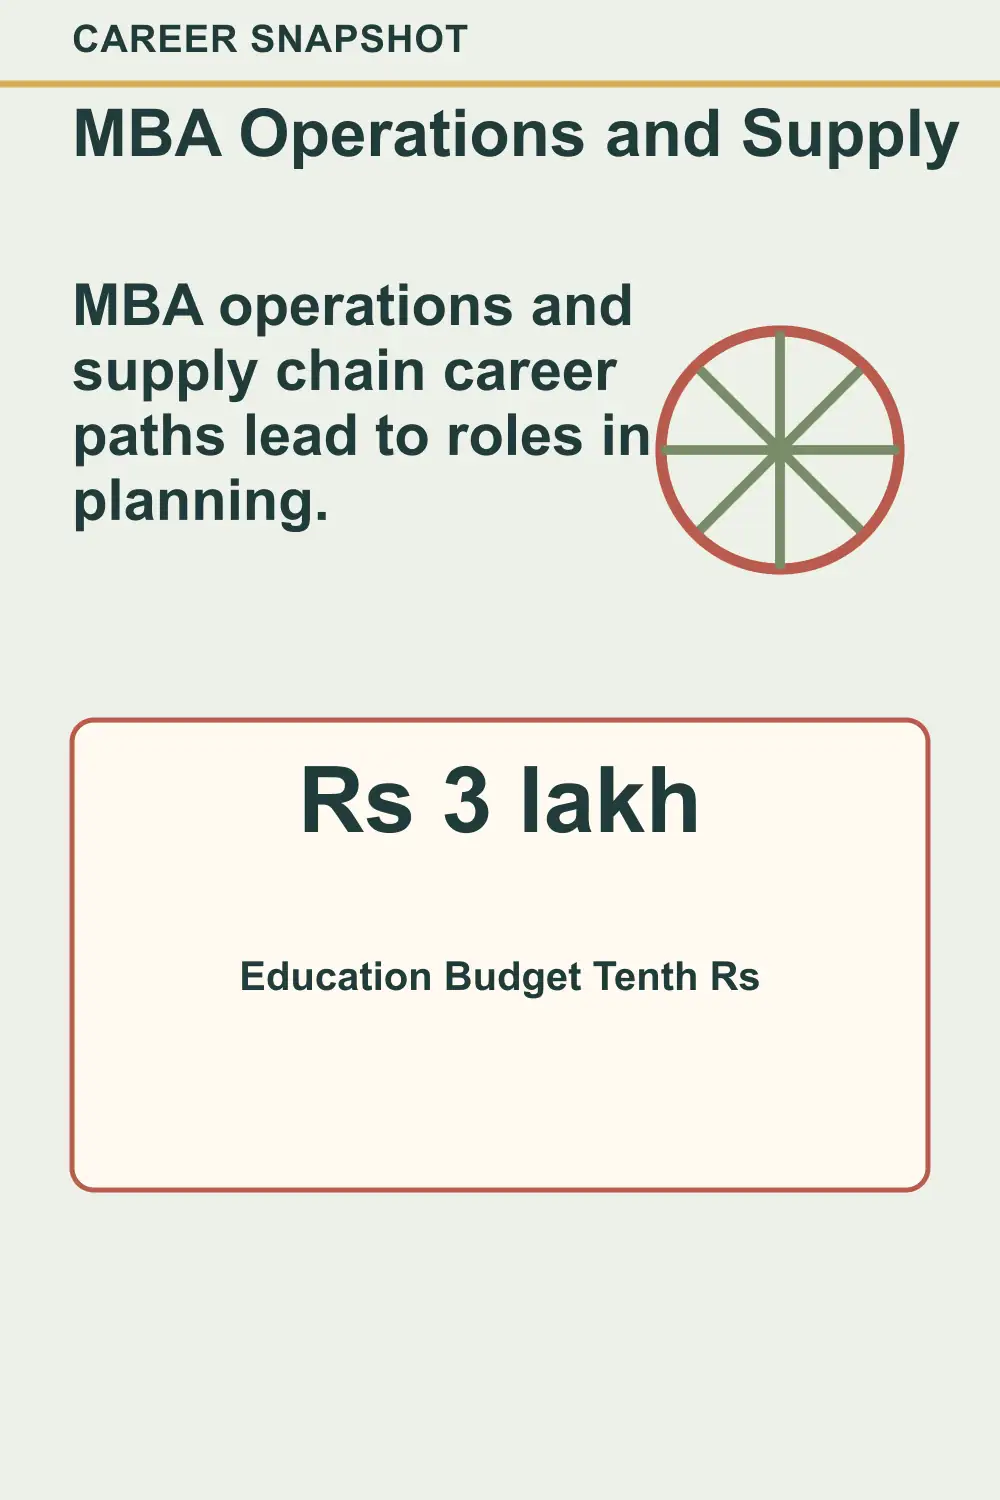 CAREER SNAPSHOT
MBA Operations and Supply
MBA operations and
supply chain career
paths lead to roles in
planning.
Rs 3 lakh
Education Budget Tenth Rs